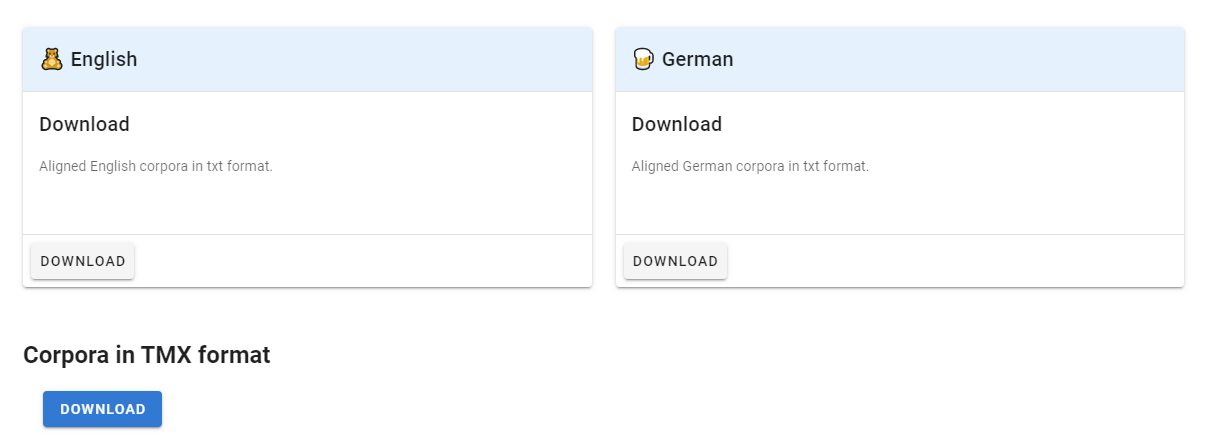 English
Download
Aligned English corpora in txt format.
DOWNLOAD
German
Download
Aligned German corpora in txt format.
DOWNLOAD
Corpora in TMX format
DOWNLOAD